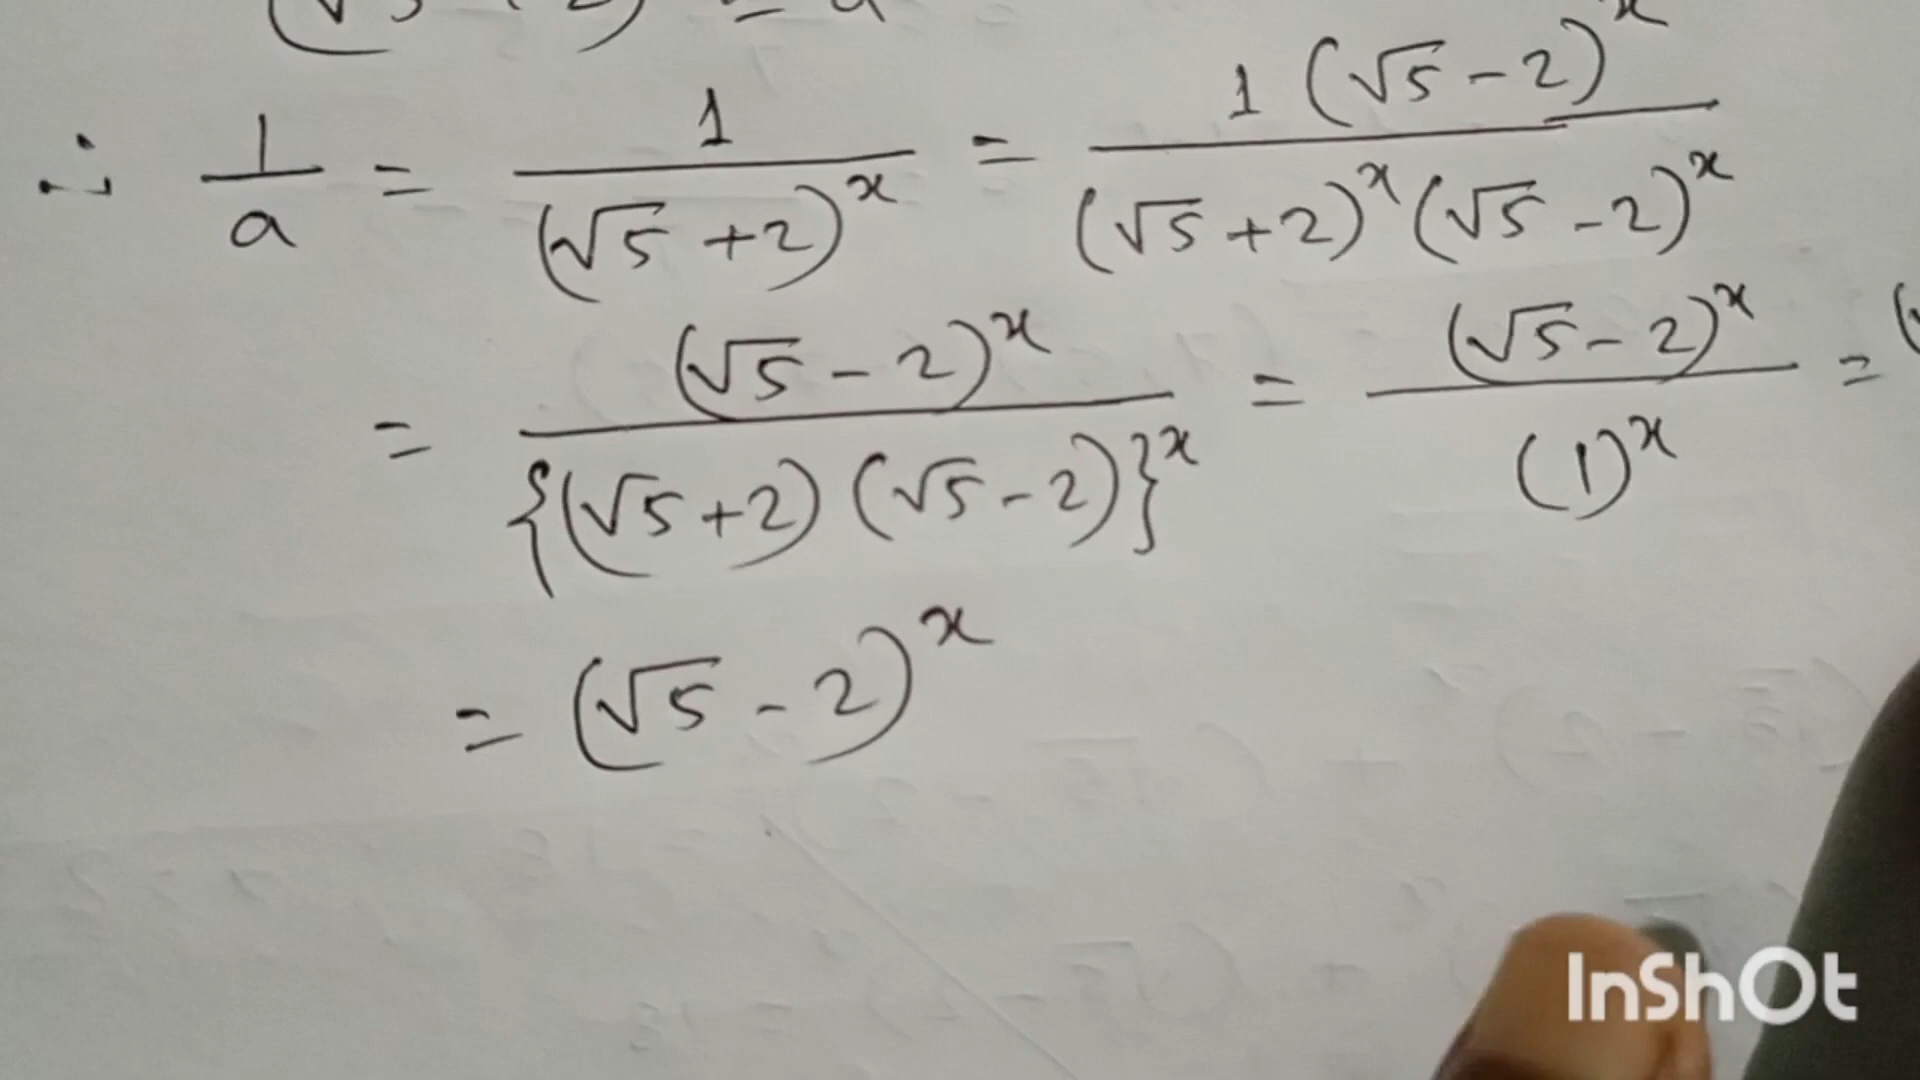 ∴ 1/a = 1/(√5+2)^x = 1(√5-2)^x/(√5+2)^x(√5-2)^x
= (√5-2)^x/{(√5+2)(√5-2)}^x = (√5-2)^x/(1)^x =
= (√5-2)^x
InShOt